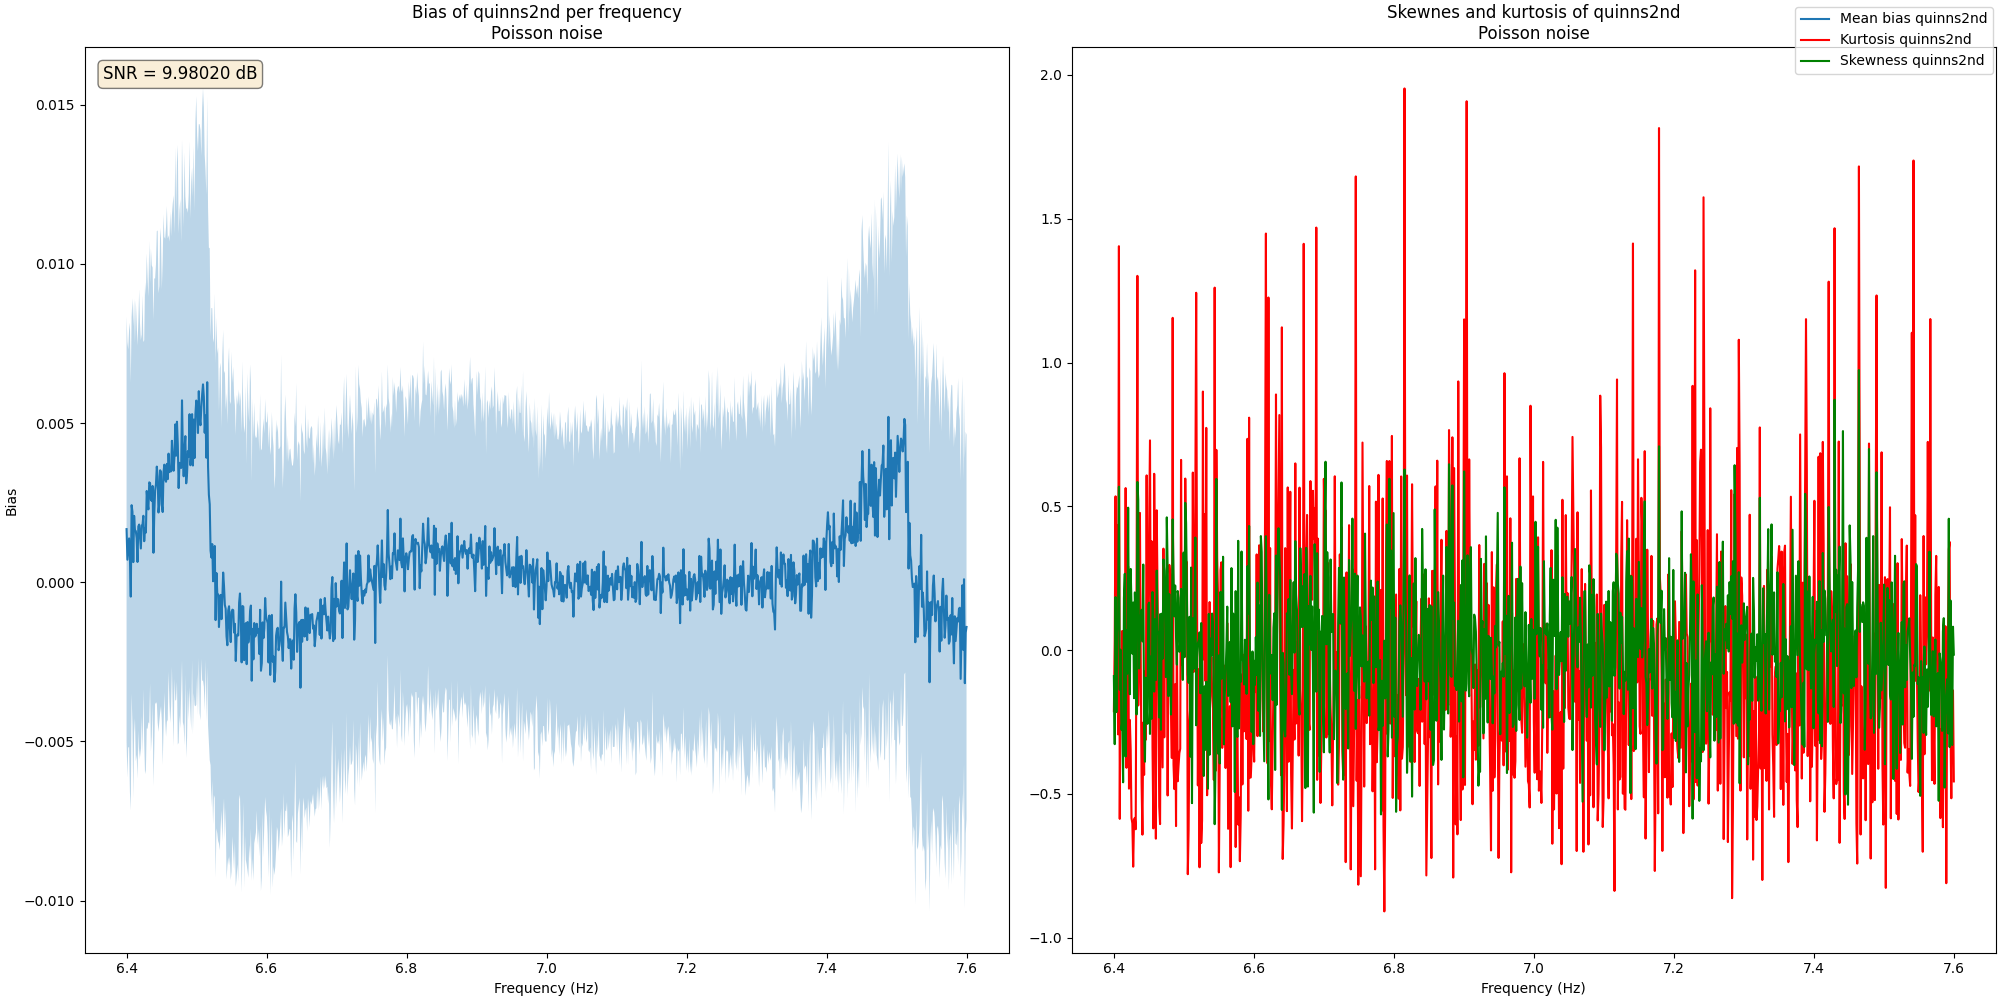 Bias of quinns2nd per frequency
Poisson noise
SNR = 9.98020 dB
0.015
0.010
0.005
0.000
−0.005
−0.010
Bias
6.4 6.6 6.8 7.0 7.2 7.4 7.6
Frequency (Hz)
Skewnes and kurtosis of quinns2nd
Poisson noise
Mean bias quinns2nd
Kurtosis quinns2nd
Skewness quinns2nd
2.0
1.5
1.0
0.5
0.0
−0.5
−1.0
6.4 6.6 6.8 7.0 7.2 7.4 7.6
Frequency (Hz)